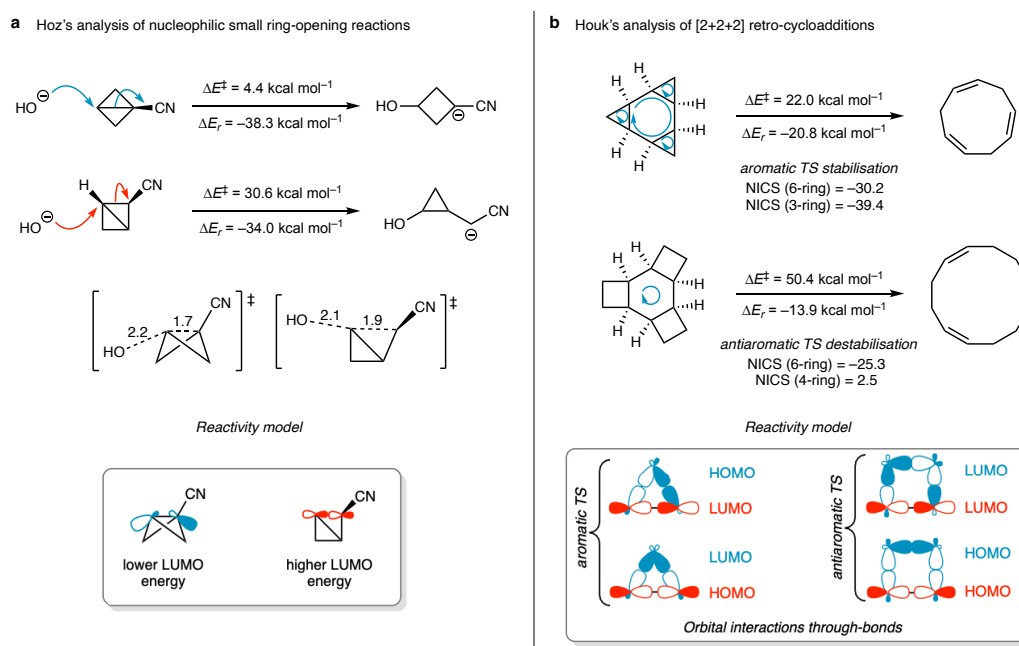 a Hoz's analysis of nucleophilic small ring-opening reactions
HO⊖
CN
ΔE‡ = 4.4 kcal mol⁻¹
ΔEr = −38.3 kcal mol⁻¹
HO
CN
⊖
H
CN
HO⊖
ΔE‡ = 30.6 kcal mol⁻¹
ΔEr = −34.0 kcal mol⁻¹
HO
CN
⊖
CN
2.2
1.7
HO
‡
HO
2.1
1.9
CN
‡
Reactivity model
CN
lower LUMO
energy
CN
higher LUMO
energy
b Houk's analysis of [2+2+2] retro-cycloadditions
H
H
H
H
H
H
ΔE‡ = 22.0 kcal mol⁻¹
ΔEr = −20.8 kcal mol⁻¹
aromatic TS stabilisation
NICS (6-ring) = −30.2
NICS (3-ring) = −39.4
H
H
H
H
H
H
ΔE‡ = 50.4 kcal mol⁻¹
ΔEr = −13.9 kcal mol⁻¹
antiaromatic TS destabilisation
NICS (6-ring) = −25.3
NICS (4-ring) = 2.5
Reactivity model
aromatic TS
HOMO
LUMO
LUMO
HOMO
antiaromatic TS
LUMO
LUMO
HOMO
HOMO
Orbital interactions through-bonds